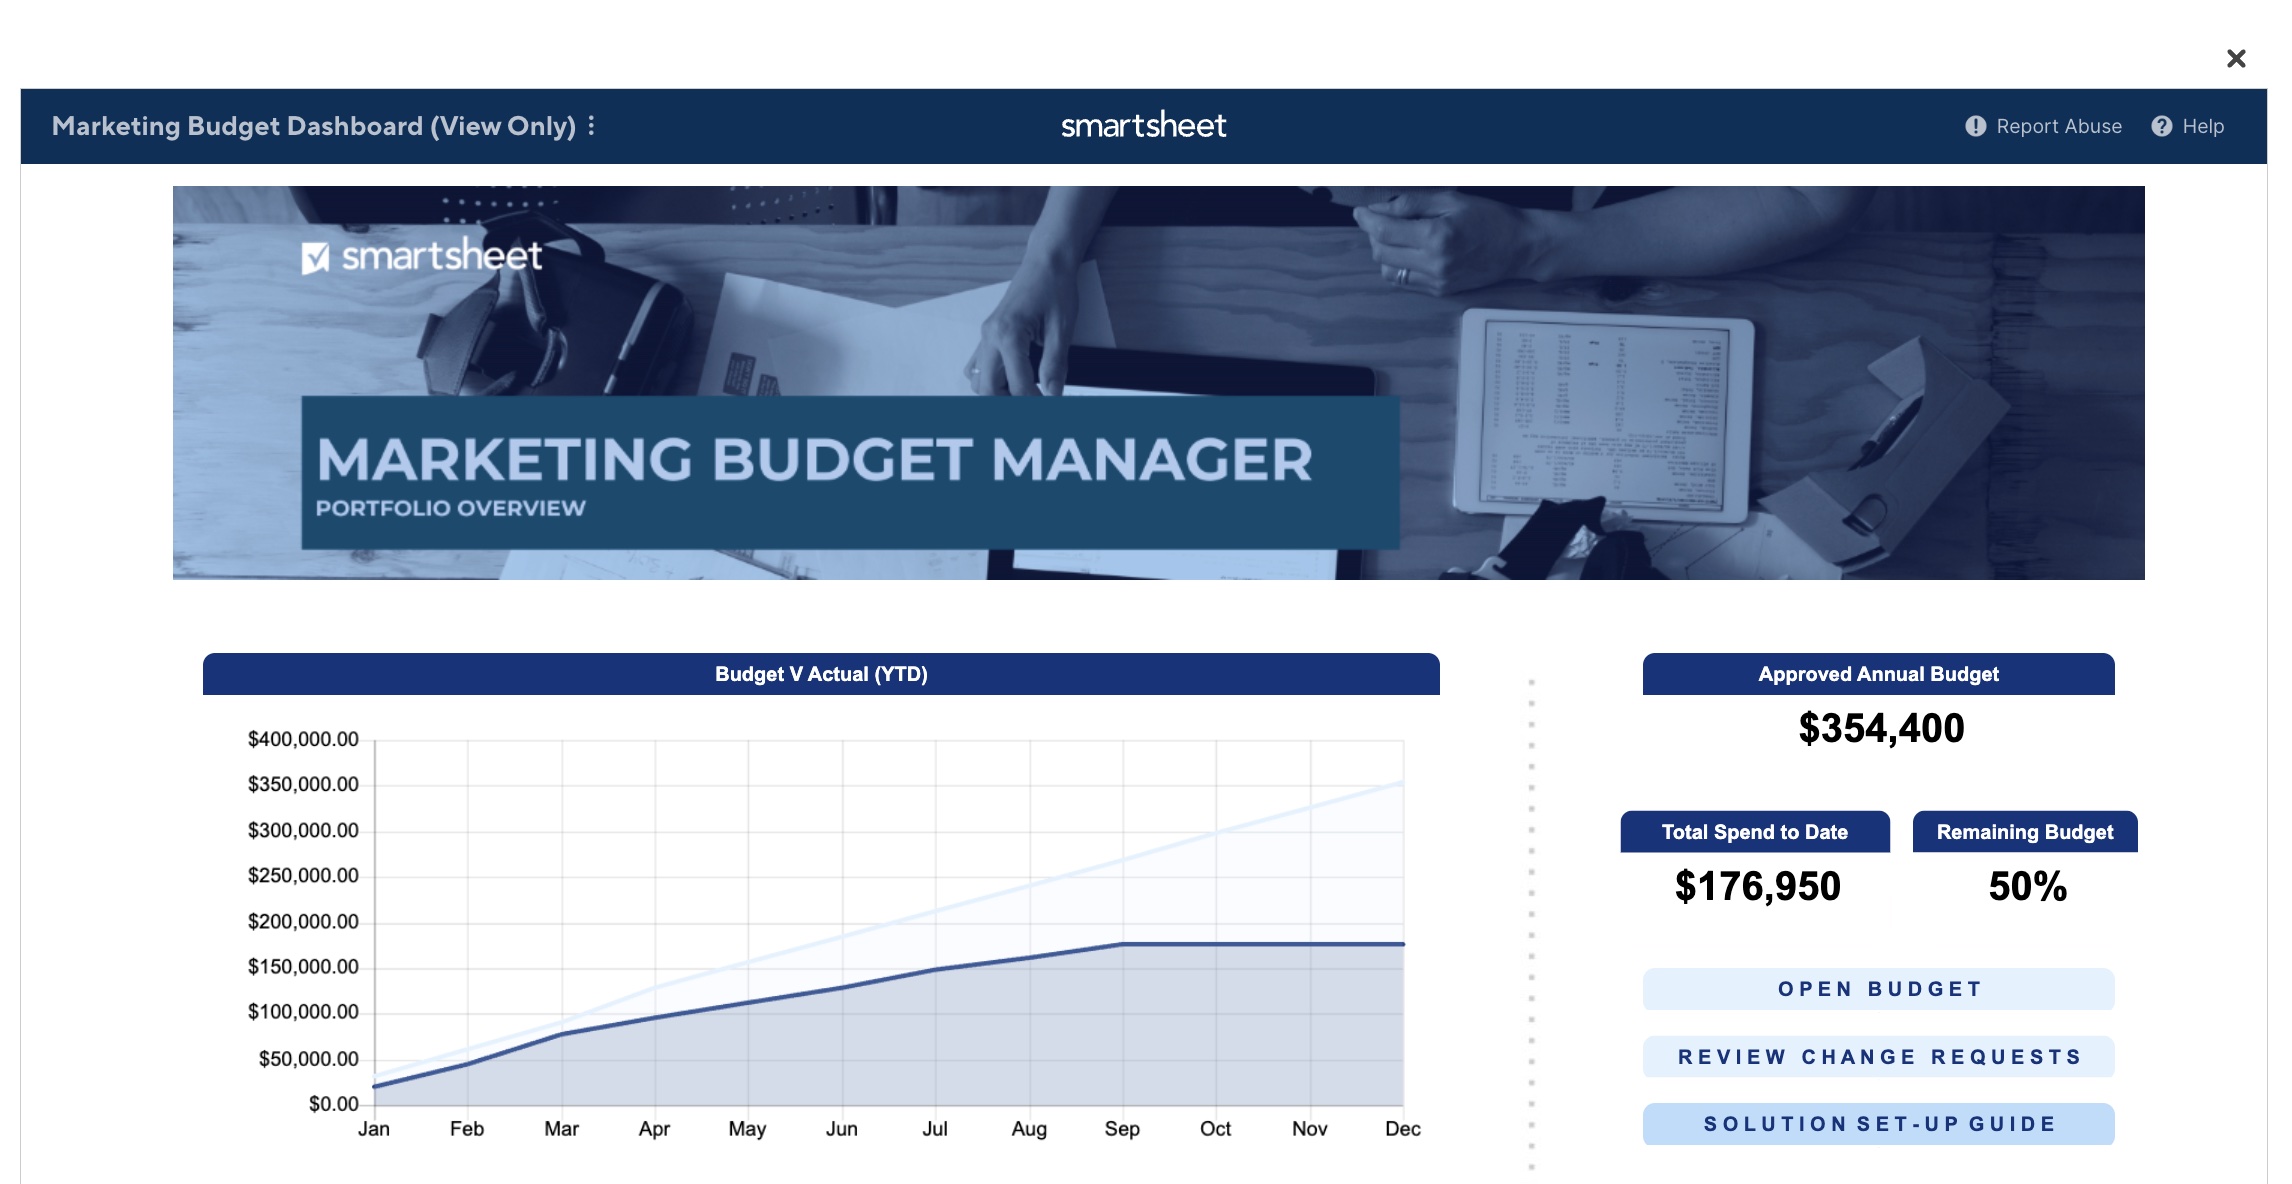 Marketing Budget Dashboard (View Only)
smartsheet
Report Abuse
Help
smartsheet
MARKETING BUDGET MANAGER
PORTFOLIO OVERVIEW
Budget V Actual (YTD)
$400,000.00
$350,000.00
$300,000.00
$250,000.00
$200,000.00
$150,000.00
$100,000.00
$50,000.00
$0.00
Jan Feb Mar Apr May Jun Jul Aug Sep Oct Nov Dec
Approved Annual Budget
$354,400
Total Spend to Date
$176,950
Remaining Budget
50%
OPEN BUDGET
REVIEW CHANGE REQUESTS
SOLUTION SET-UP GUIDE